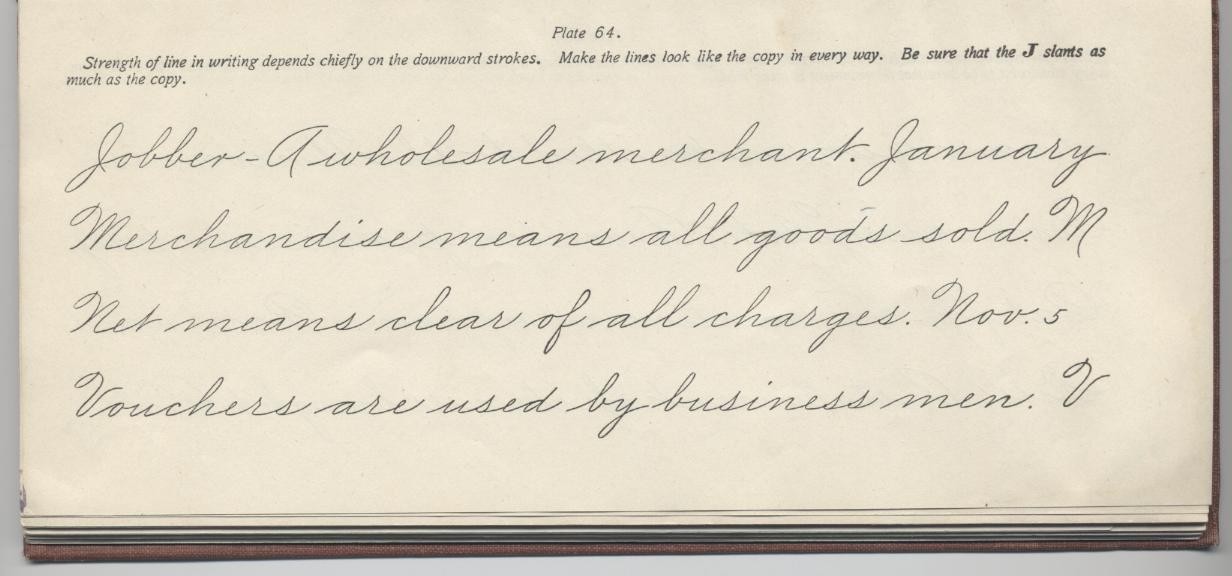 Plate 64.
Strength of line in writing depends chiefly on the downward strokes. Make the lines look like the copy in every way. Be sure that the J slants as
much as the copy.
Jobber - A wholesale merchant. January
Merchandise means all goods sold. M
Net means clear of all charges. Nov. 5
Vouchers are used by business men. V